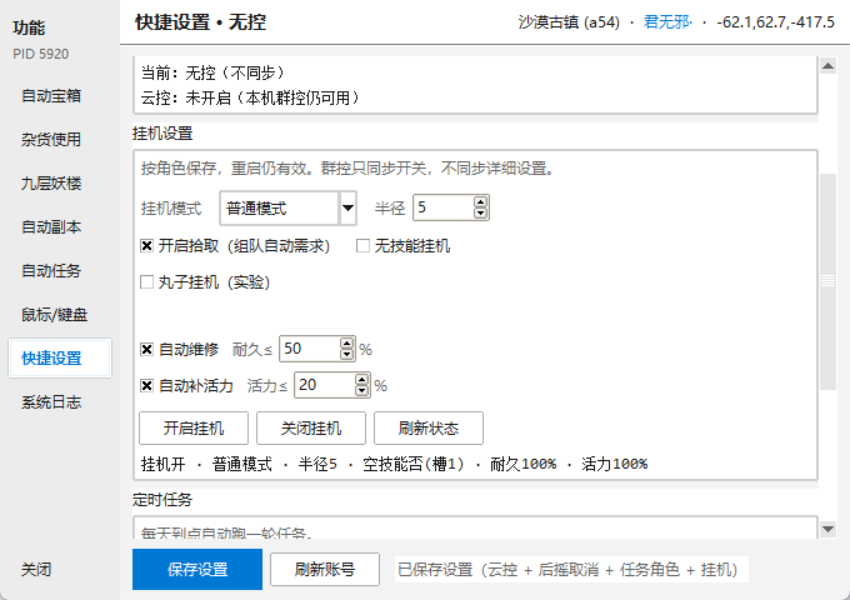 功能
PID 5920
自动宝箱
杂货使用
九层妖楼
自动副本
自动任务
鼠标/键盘
快捷设置
系统日志
关闭
快捷设置 • 无控
沙漠古镇 (a54) · 君无邪· · -62.1,62.7,-417.5
当前：无控（不同步）
云控：未开启（本机群控仍可用）
挂机设置
按角色保存，重启仍有效。群控只同步开关，不同步详细设置。
挂机模式 普通模式 半径 5
开启拾取（组队自动需求） 无技能挂机
丸子挂机（实验）
自动维修 耐久≤ 50 %
自动补活力 活力≤ 20 %
开启挂机 关闭挂机 刷新状态
挂机开 · 普通模式 · 半径5 · 空技能否(槽1) · 耐久100% · 活力100%
定时任务
每天到点自动跑一轮任务。
保存设置 刷新账号 已保存设置（云控 + 后摇取消 + 任务角色 + 挂机）